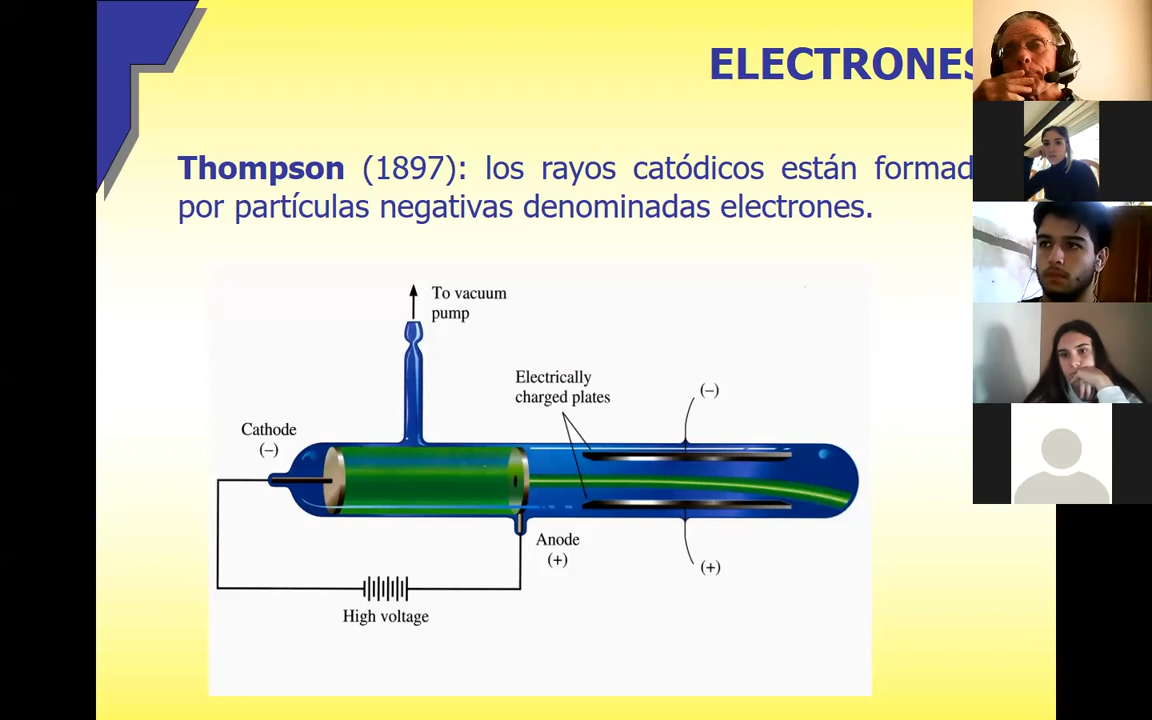 ELECTRONES
Thompson (1897): los rayos catódicos están formad
por partículas negativas denominadas electrones.
To vacuum
pump
Electrically
charged plates
(–)
Cathode
(–)
Anode
(+)
(+)
High voltage